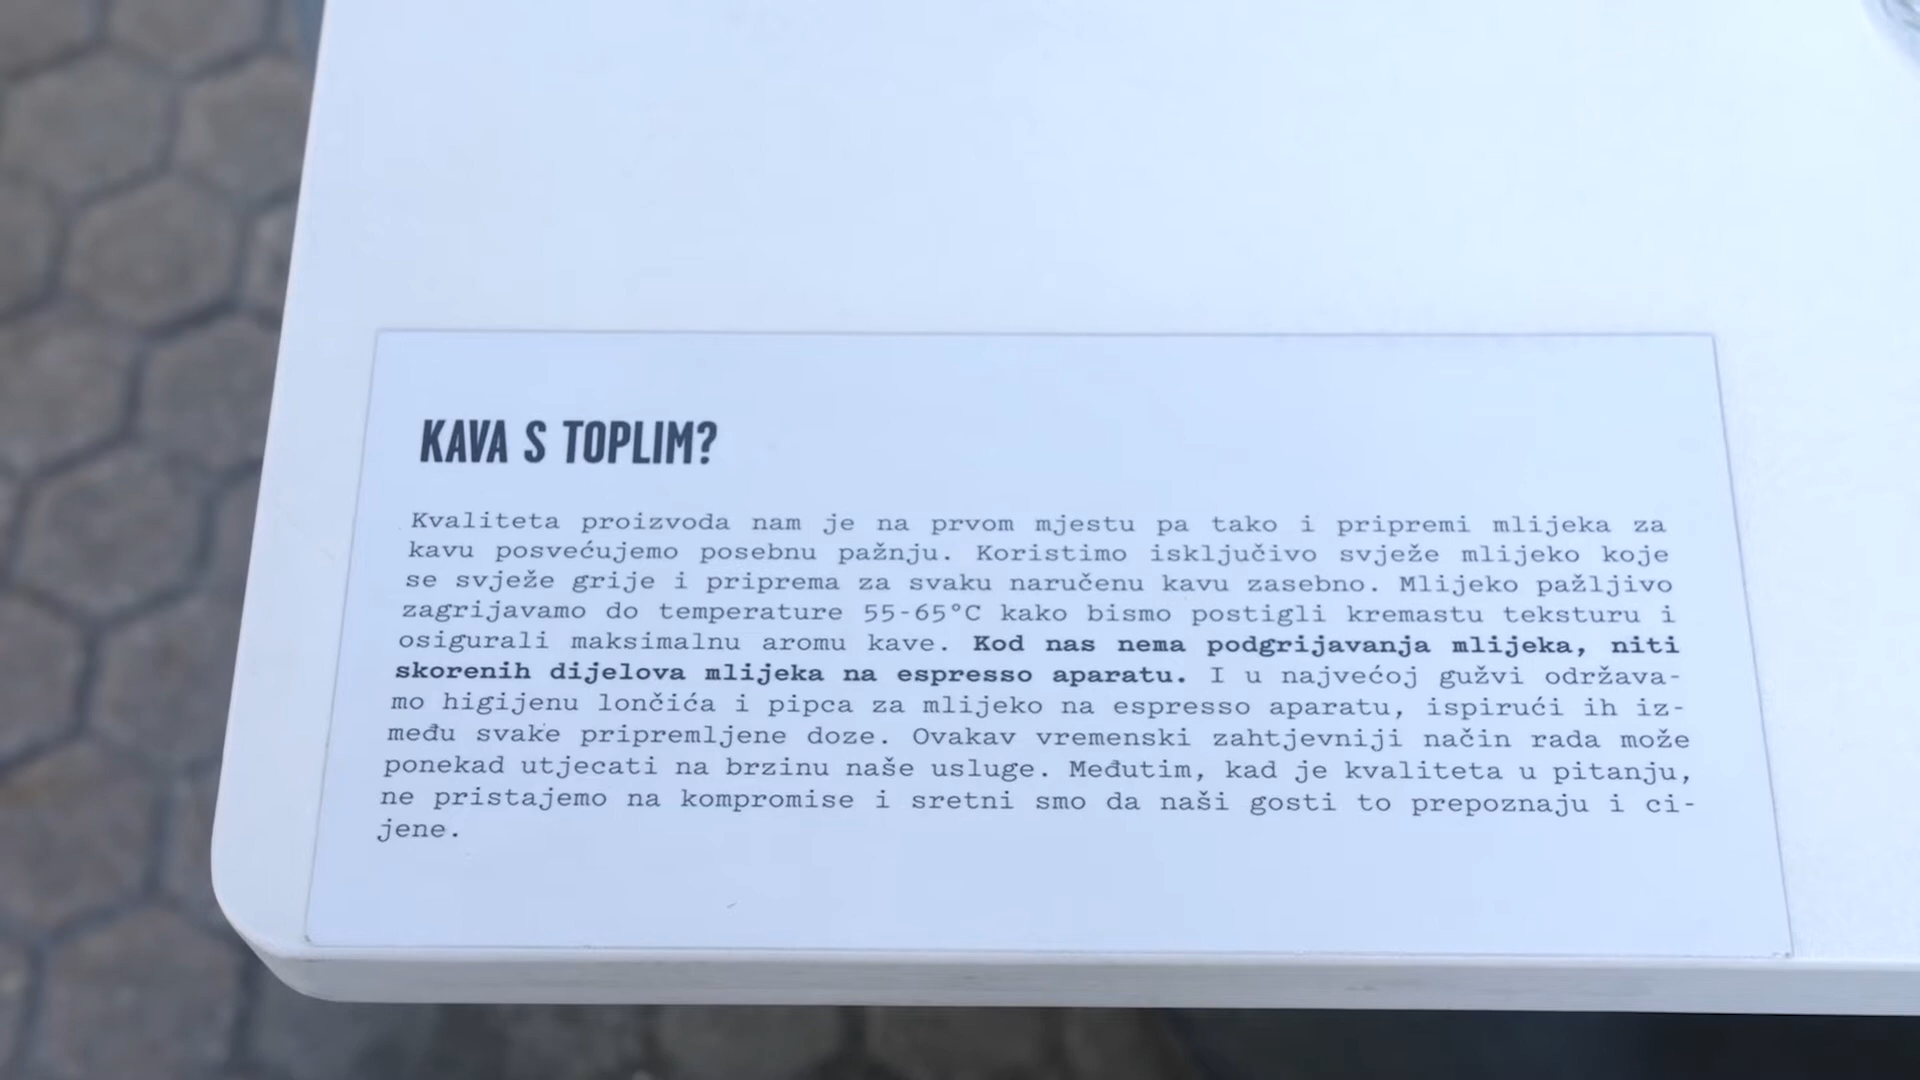 KAVA S TOPLIM?
Kvaliteta proizvoda nam je na prvom mjestu pa tako i pripremi mlijeka za
kavu posvećujemo posebnu pažnju. Koristimo isključivo svježe mlijeko koje
se svježe grije i priprema za svaku naručenu kavu zasebno. Mlijeko pažljivo
zagrijavamo do temperature 55-65°C kako bismo postigli kremastu teksturu i
osigurali maksimalnu aromu kave. Kod nas nema podgrijavanja mlijeka, niti
skorenih dijelova mlijeka na espresso aparatu. I u najvećoj gužvi održava-
mo higijenu lončića i pipca za mlijeko na espresso aparatu, ispirući ih iz-
među svake pripremljene doze. Ovakav vremenski zahtjevniji način rada može
ponekad utjecati na brzinu naše usluge. Međutim, kad je kvaliteta u pitanju,
ne pristajemo na kompromise i sretni smo da naši gosti to prepoznaju i ci-
jene.